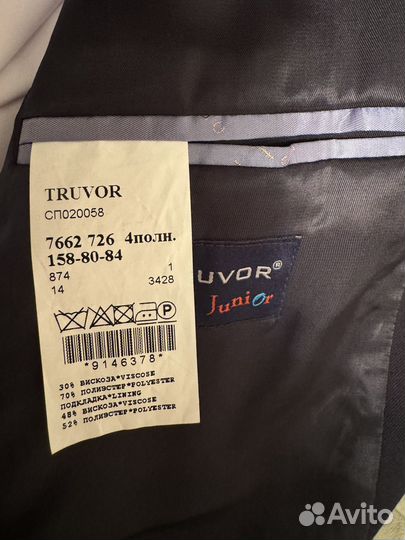 TRUVOR
СП020058
7662 726 4полн.
158-80-84
874 1
14 3428
P
*9146378*
30% ВИСКОЗА*VISCOSE
70% ПОЛИЭСТЕР*POLYESTER
ПОДКЛАДКА*LINING
48% ВИСКОЗА*VISCOSE
52% ПОЛИЭСТЕР*POLYESTER
UVOR®
Junior
Avito